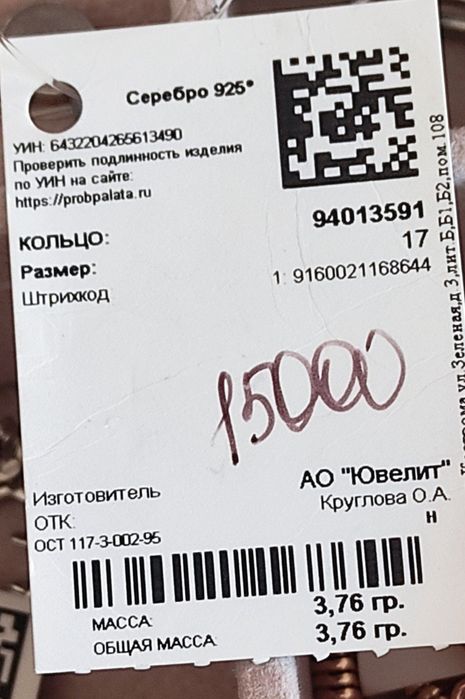 Серебро 925°
УИН: 6432204265613490
Проверить подлинность изделия
по УИН на сайте:
https://probpalata.ru
КОЛЬЦО: 94013591
Размер: 17
Штрихкод 1: 9160021168644
15000
Изготовитель АО "Ювелит"
ОТК: Круглова О.А.
ОСТ 117-3-002-95 н
МАССА: 3,76 гр.
ОБЩАЯ МАССА: 3,76 гр.
ул.Зеленая,д.3,лит.Б,Б1,Б2,пом.108